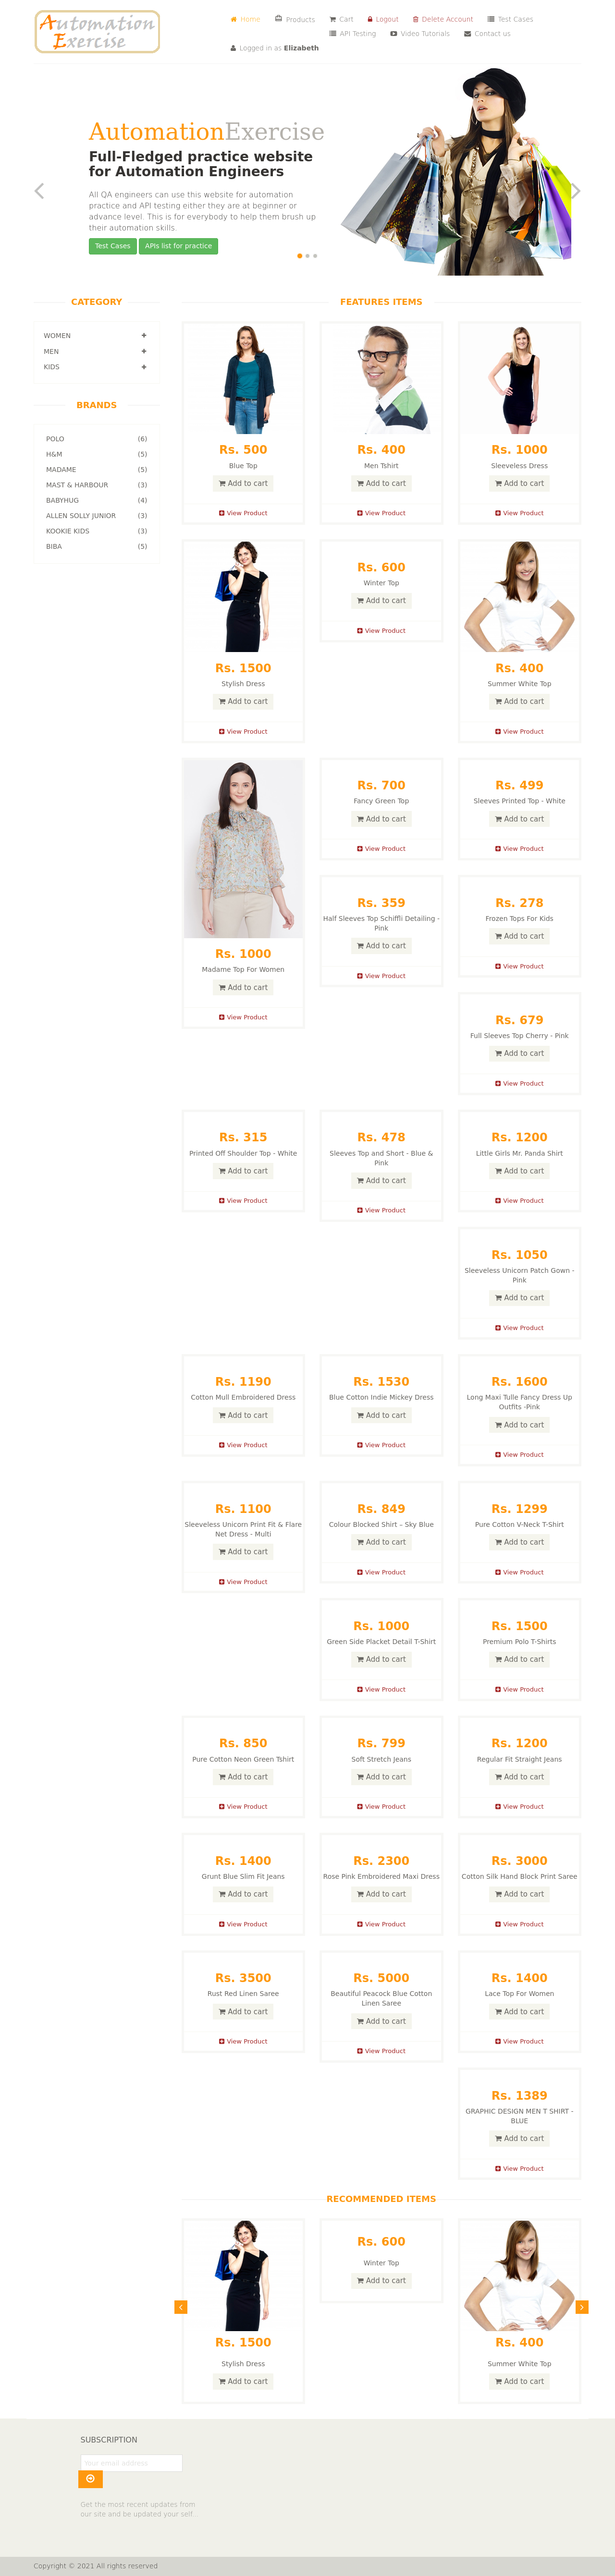 Automation
Exercise
Home Products Cart Logout Delete Account Test Cases
API Testing Video Tutorials Contact us
Logged in as Elizabeth
AutomationExercise
Full-Fledged practice website
for Automation Engineers
All QA engineers can use this website for automation
practice and API testing either they are at beginner or
advance level. This is for everybody to help them brush up
their automation skills.
Test Cases APIs list for practice
CATEGORY
WOMEN
MEN
KIDS
BRANDS
POLO (6)
H&M (5)
MADAME (5)
MAST & HARBOUR (3)
BABYHUG (4)
ALLEN SOLLY JUNIOR (3)
KOOKIE KIDS (3)
BIBA (5)
FEATURES ITEMS
Rs. 500
Blue Top
Add to cart
View Product
Rs. 400
Men Tshirt
Add to cart
View Product
Rs. 1000
Sleeveless Dress
Add to cart
View Product
Rs. 1500
Stylish Dress
Add to cart
View Product
Rs. 600
Winter Top
Add to cart
View Product
Rs. 400
Summer White Top
Add to cart
View Product
Rs. 1000
Madame Top For Women
Add to cart
View Product
Rs. 700
Fancy Green Top
Add to cart
View Product
Rs. 499
Sleeves Printed Top - White
Add to cart
View Product
Rs. 359
Half Sleeves Top Schiffli Detailing -
Pink
Add to cart
View Product
Rs. 278
Frozen Tops For Kids
Add to cart
View Product
Rs. 679
Full Sleeves Top Cherry - Pink
Add to cart
View Product
Rs. 315
Printed Off Shoulder Top - White
Add to cart
View Product
Rs. 478
Sleeves Top and Short - Blue &
Pink
Add to cart
View Product
Rs. 1200
Little Girls Mr. Panda Shirt
Add to cart
View Product
Rs. 1050
Sleeveless Unicorn Patch Gown -
Pink
Add to cart
View Product
Rs. 1190
Cotton Mull Embroidered Dress
Add to cart
View Product
Rs. 1530
Blue Cotton Indie Mickey Dress
Add to cart
View Product
Rs. 1600
Long Maxi Tulle Fancy Dress Up
Outfits -Pink
Add to cart
View Product
Rs. 1100
Sleeveless Unicorn Print Fit & Flare
Net Dress - Multi
Add to cart
View Product
Rs. 849
Colour Blocked Shirt – Sky Blue
Add to cart
View Product
Rs. 1299
Pure Cotton V-Neck T-Shirt
Add to cart
View Product
Rs. 1000
Green Side Placket Detail T-Shirt
Add to cart
View Product
Rs. 1500
Premium Polo T-Shirts
Add to cart
View Product
Rs. 850
Pure Cotton Neon Green Tshirt
Add to cart
View Product
Rs. 799
Soft Stretch Jeans
Add to cart
View Product
Rs. 1200
Regular Fit Straight Jeans
Add to cart
View Product
Rs. 1400
Grunt Blue Slim Fit Jeans
Add to cart
View Product
Rs. 2300
Rose Pink Embroidered Maxi Dress
Add to cart
View Product
Rs. 3000
Cotton Silk Hand Block Print Saree
Add to cart
View Product
Rs. 3500
Rust Red Linen Saree
Add to cart
View Product
Rs. 5000
Beautiful Peacock Blue Cotton
Linen Saree
Add to cart
View Product
Rs. 1400
Lace Top For Women
Add to cart
View Product
Rs. 1389
GRAPHIC DESIGN MEN T SHIRT -
BLUE
Add to cart
View Product
RECOMMENDED ITEMS
Rs. 1500
Stylish Dress
Add to cart
Rs. 600
Winter Top
Add to cart
Rs. 400
Summer White Top
Add to cart
SUBSCRIPTION
Your email address
Get the most recent updates from
our site and be updated your self...
Copyright © 2021 All rights reserved